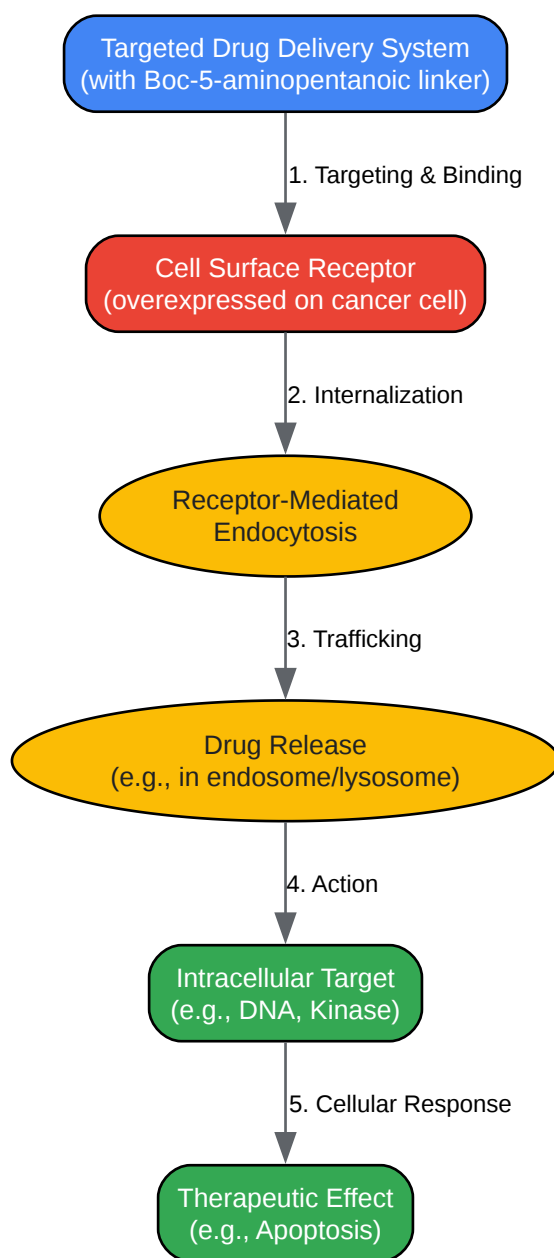 Targeted Drug Delivery System
(with Boc-5-aminopentanoic linker)
1. Targeting & Binding
Cell Surface Receptor
(overexpressed on cancer cell)
2. Internalization
Receptor-Mediated
Endocytosis
3. Trafficking
Drug Release
(e.g., in endosome/lysosome)
4. Action
Intracellular Target
(e.g., DNA, Kinase)
5. Cellular Response
Therapeutic Effect
(e.g., Apoptosis)